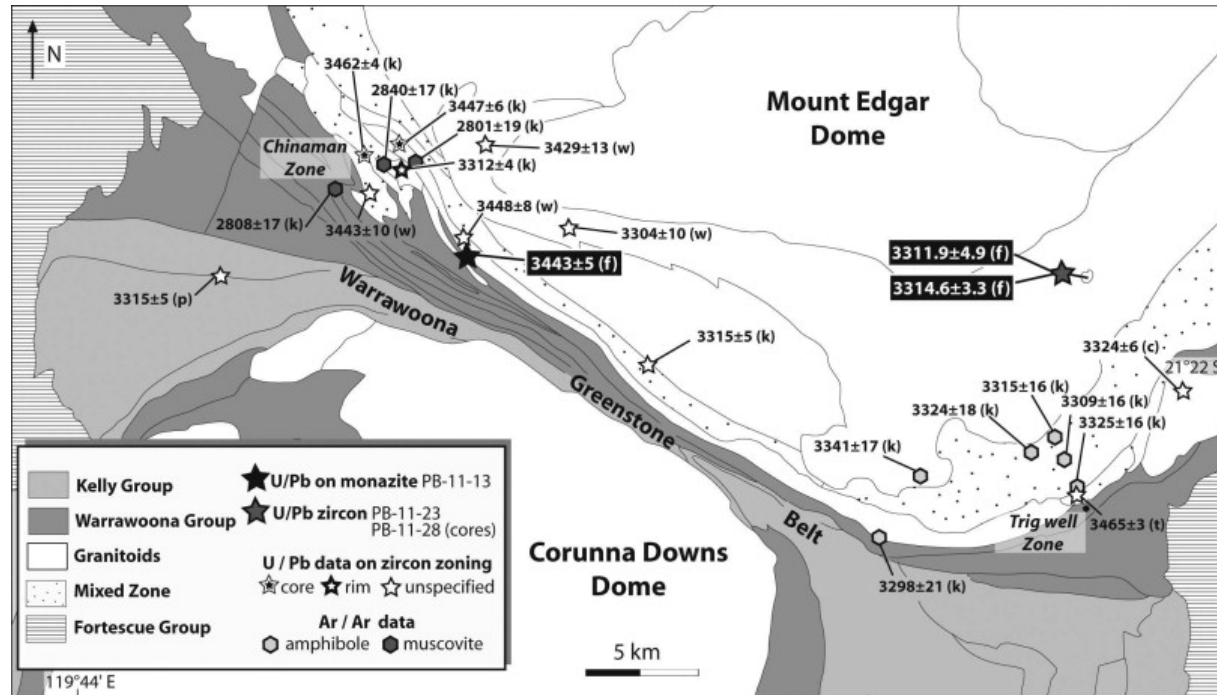 N
3462±4 (k)
2840±17 (k)
3447±6 (k)
2801±19 (k)
3429±13 (w)
3312±4 (k)
Chinaman
Zone
Mount Edgar
Dome
2808±17 (k)
3443±10 (w)
3448±8 (w)
3304±10 (w)
3443±5 (f)
3311.9±4.9 (f)
3314.6±3.3 (f)
3315±5 (p)
Warrawoona
Greenstone
Belt
3315±5 (k)
3324±6 (c)
21°22 S
3315±16 (k)
3309±16 (k)
3324±18 (k)
3325±16 (k)
3341±17 (k)
Trig well
Zone
3465±3 (t)
3298±21 (k)
Corunna Downs
Dome
5 km
Kelly Group
Warrawoona Group
Granitoids
Mixed Zone
Fortescue Group
U/Pb on monazite PB-11-13
U/Pb zircon PB-11-23
PB-11-28 (cores)
U / Pb data on zircon zoning
core rim unspecified
Ar / Ar data
amphibole muscovite
119°44' E